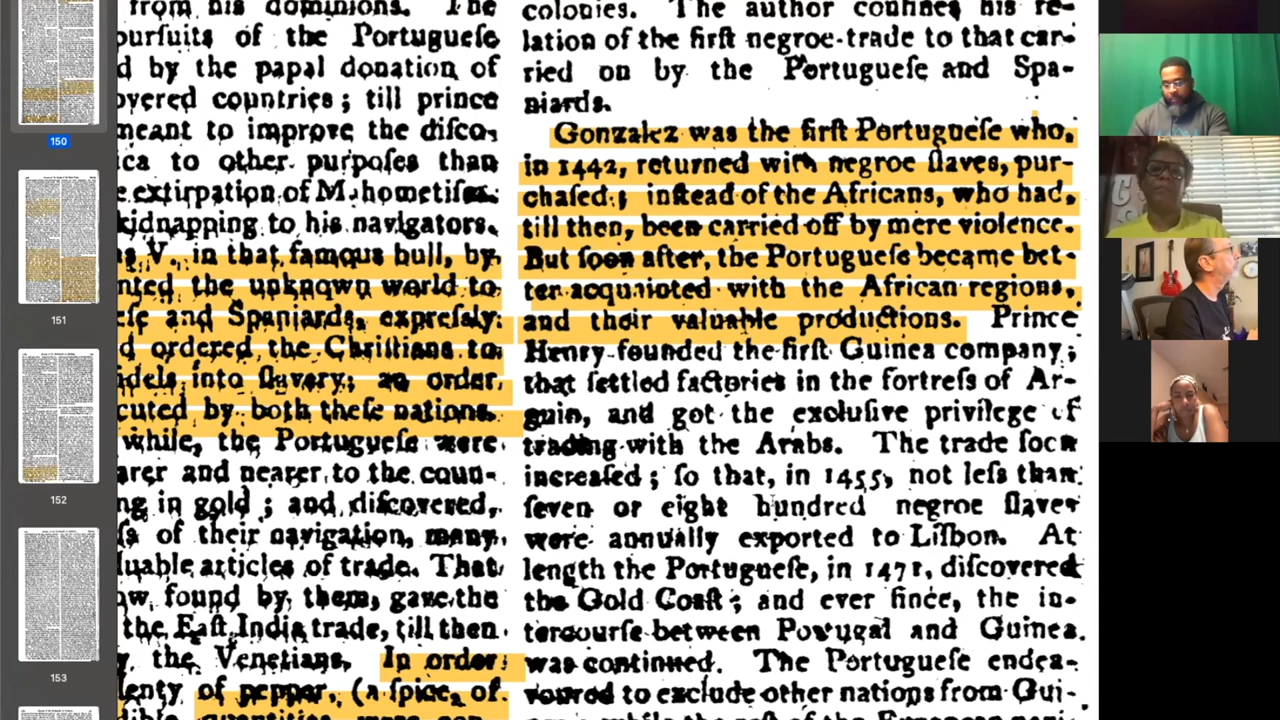 from his dominions. The
ourſuits of the Portugueſe
d by the papal donation of
overed countries; till prince
meant to improve the diſco-
ica to other purpoſes than
e extirpation of Mahometiſm.
kidnapping to his navigators.
V. in that famous bull, by
nted the unknown world to
eſe and Spaniards, expreſsly
d ordered the Chriſtians to
idels into ſlavery; an order,
cuted by both theſe nations.
while, the Portugueſe were
arer and nearer to the coun-
ng in gold; and diſcovered,
ſs of their navigation, many
luable articles of trade. That
ow found by them, gave the
the Eaſt India trade, till then
y the Venetians. In order
lenty of pepper, (a ſpice, of
colonies. The author confines his re-
lation of the firſt negroe-trade to that car-
ried on by the Portugueſe and Spa-
niards.
Gonzalez was the firſt Portugueſe who,
in 1442, returned with negroe ſlaves, pur-
chaſed; inſtead of the Africans, who had,
till then, been carried off by mere violence.
But ſoon after, the Portugueſe became bet-
ter acquainted with the African regions,
and their valuable productions. Prince
Henry founded the firſt Guinea company;
that ſettled factories in the fortreſs of Ar-
guin, and got the excluſive privilege of
trading with the Arabs. The trade ſoon
increaſed; ſo that, in 1455, not leſs than
ſeven or eight hundred negroe ſlaves
were annually exported to Liſbon. At
length the Portugueſe, in 1471, diſcovered
the Gold Coaſt; and ever ſince, the in-
tercourſe between Portugal and Guinea
was continued. The Portugueſe endea-
voured to exclude other nations from Gui-
150
151
152
153